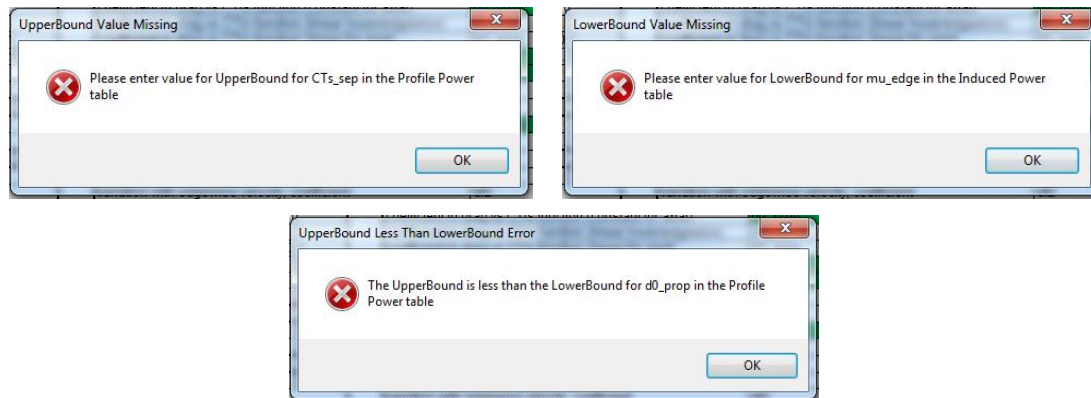 UpperBound Value Missing
Please enter value for UpperBound for CTs_sep in the Profile Power
table
OK
LowerBound Value Missing
Please enter value for LowerBound for mu_edge in the Induced Power
table
OK
UpperBound Less Than LowerBound Error
The UpperBound is less than the LowerBound for d0_prop in the Profile
Power table
OK